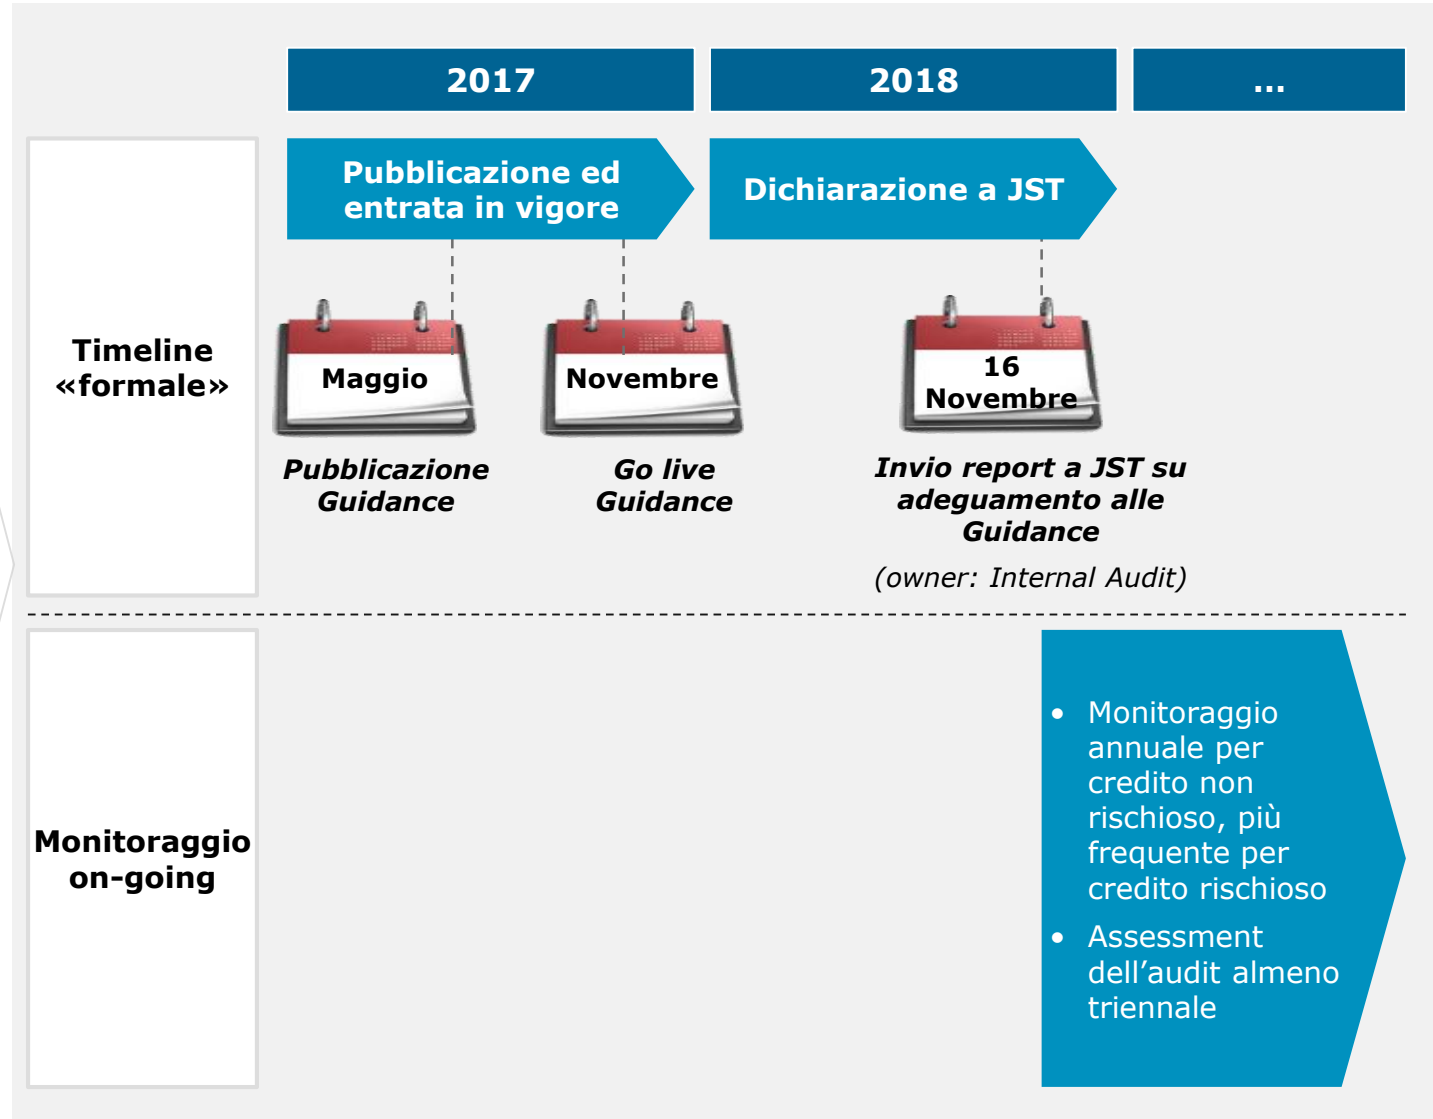 2017
2018
...
Pubblicazione ed
entrata in vigore
Dichiarazione a JST
Timeline
«formale»
Maggio
Novembre
16
Novembre
Pubblicazione
Guidance
Go live
Guidance
Invio report a JST su
adeguamento alle
Guidance
(owner: Internal Audit)
Monitoraggio
on-going
• Monitoraggio
annuale per
credito non
rischioso, più
frequente per
credito rischioso
• Assessment
dell’audit almeno
triennale